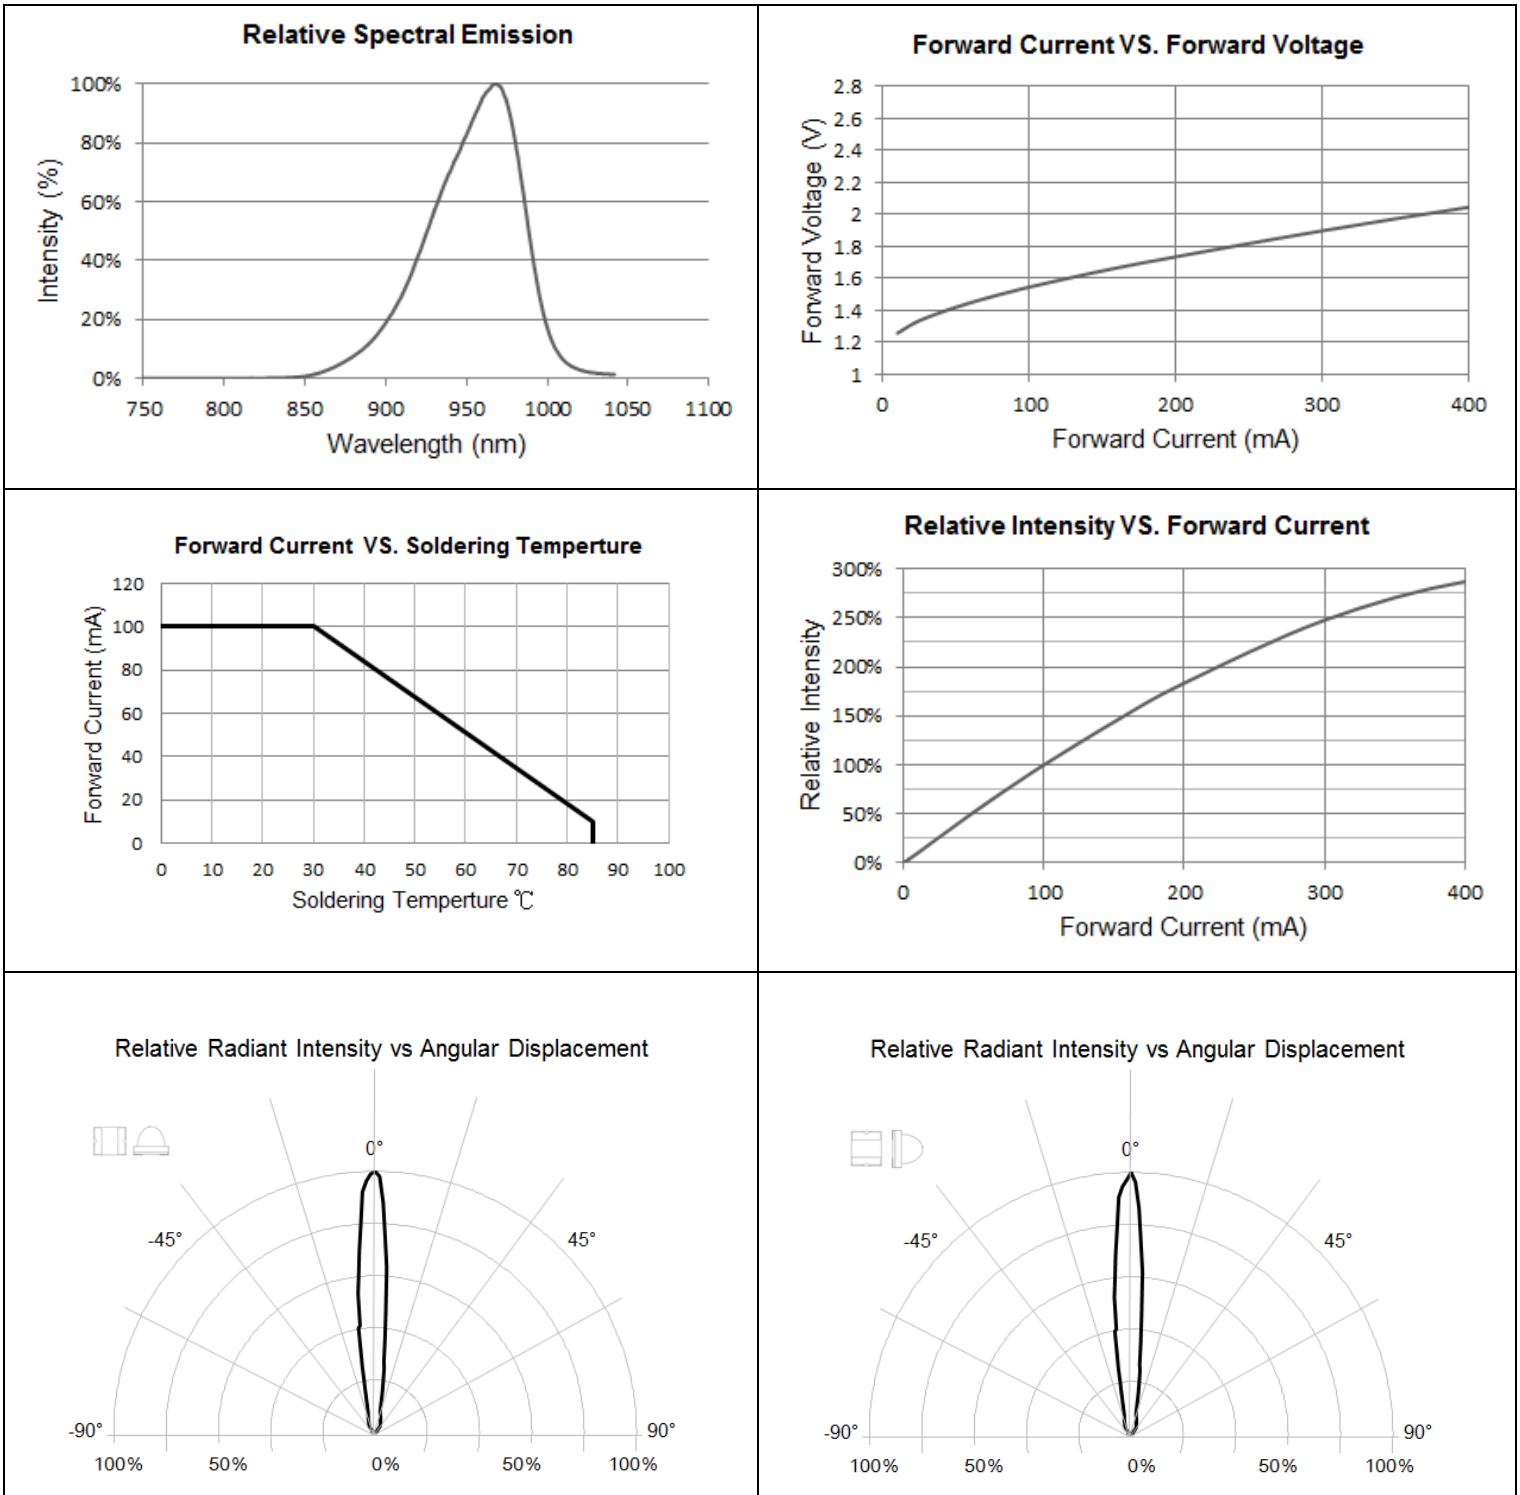 Relative Spectral Emission
Intensity (%)
100%
80%
60%
40%
20%
0%
750 800 850 900 950 1000 1050 1100
Wavelength (nm)
Forward Current VS. Forward Voltage
Forward Voltage (V)
2.8
2.6
2.4
2.2
2
1.8
1.6
1.4
1.2
1
0 100 200 300 400
Forward Current (mA)
Forward Current VS. Soldering Temperture
Forward Current (mA)
120
100
80
60
40
20
0
0 10 20 30 40 50 60 70 80 90 100
Soldering Temperture ℃
Relative Intensity VS. Forward Current
Relative Intensity
300%
250%
200%
150%
100%
50%
0%
0 100 200 300 400
Forward Current (mA)
Relative Radiant Intensity vs Angular Displacement
0°
-45° 45°
-90° 90°
100% 50% 0% 50% 100%
Relative Radiant Intensity vs Angular Displacement
0°
-45° 45°
-90° 90°
100% 50% 0% 50% 100%